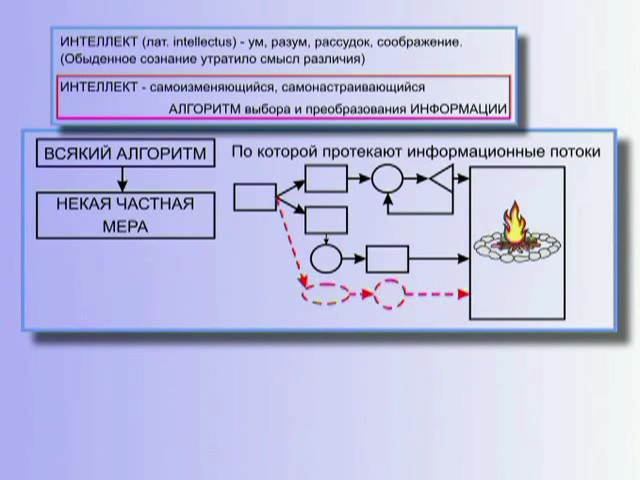 ИНТЕЛЛЕКТ (лат. intellectus) - ум, разум, рассудок, соображение.
(Обыденное сознание утратило смысл различия)
ИНТЕЛЛЕКТ - самоизменяющийся, самонастраивающийся
АЛГОРИТМ выбора и преобразования ИНФОРМАЦИИ
ВСЯКИЙ АЛГОРИТМ
НЕКАЯ ЧАСТНАЯ
МЕРА
По которой протекают информационные потоки